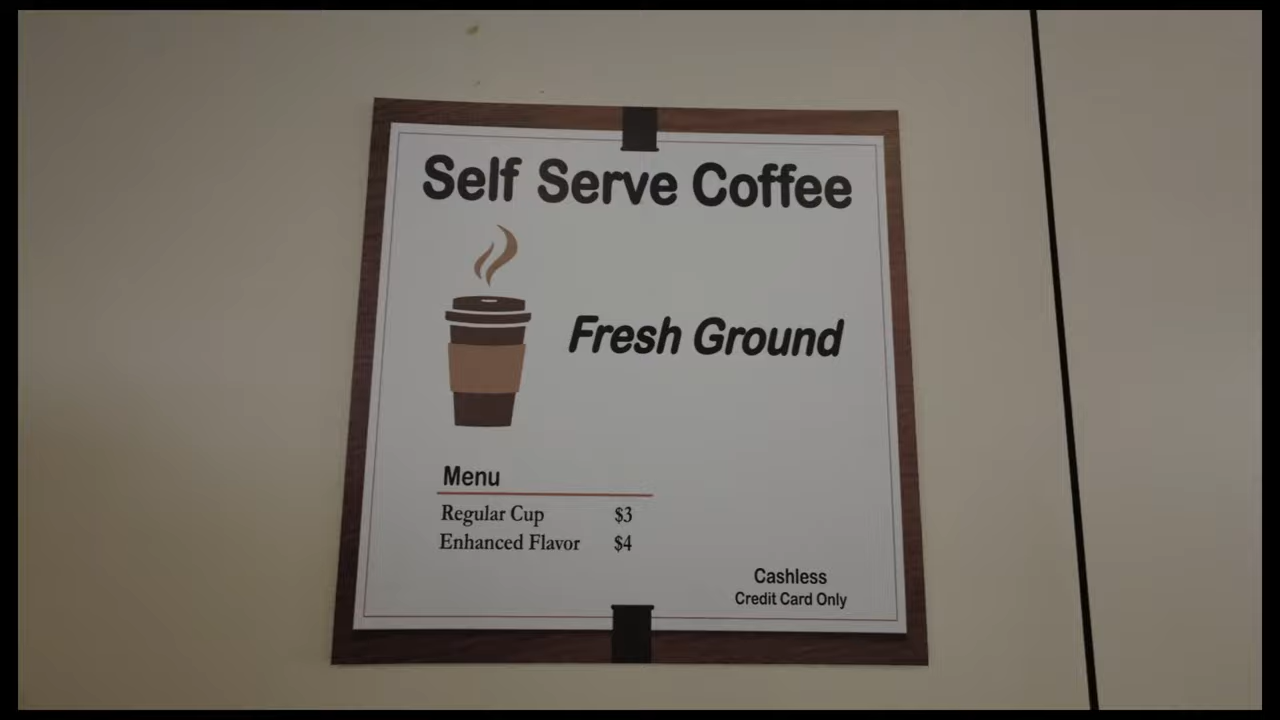 Self Serve Coffee
Fresh Ground
Menu
Regular Cup $3
Enhanced Flavor $4
Cashless
Credit Card Only